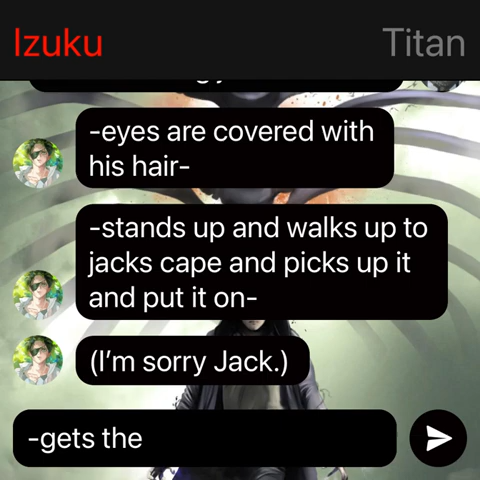 Izuku Titan
-eyes are covered with
his hair-
-stands up and walks up to
jacks cape and picks up it
and put it on-
(I'm sorry Jack.)
-gets the